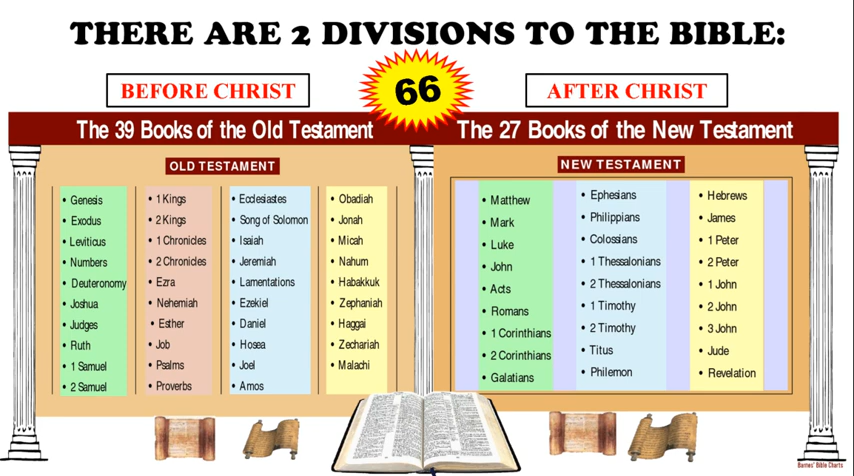 THERE ARE 2 DIVISIONS TO THE BIBLE:
BEFORE CHRIST
66
AFTER CHRIST
The 39 Books of the Old Testament
The 27 Books of the New Testament
OLD TESTAMENT
• Genesis
• Exodus
• Leviticus
• Numbers
• Deuteronomy
• Joshua
• Judges
• Ruth
• 1 Samuel
• 2 Samuel
• 1 Kings
• 2 Kings
• 1 Chronicles
• 2 Chronicles
• Ezra
• Nehemiah
• Esther
• Job
• Psalms
• Proverbs
• Ecclesiastes
• Song of Solomon
• Isaiah
• Jeremiah
• Lamentations
• Ezekiel
• Daniel
• Hosea
• Joel
• Amos
• Obadiah
• Jonah
• Micah
• Nahum
• Habakkuk
• Zephaniah
• Haggai
• Zechariah
• Malachi
NEW TESTAMENT
• Matthew
• Mark
• Luke
• John
• Acts
• Romans
• 1 Corinthians
• 2 Corinthians
• Galatians
• Ephesians
• Philippians
• Colossians
• 1 Thessalonians
• 2 Thessalonians
• 1 Timothy
• 2 Timothy
• Titus
• Philemon
• Hebrews
• James
• 1 Peter
• 2 Peter
• 1 John
• 2 John
• 3 John
• Jude
• Revelation
Barnes' Bible Charts